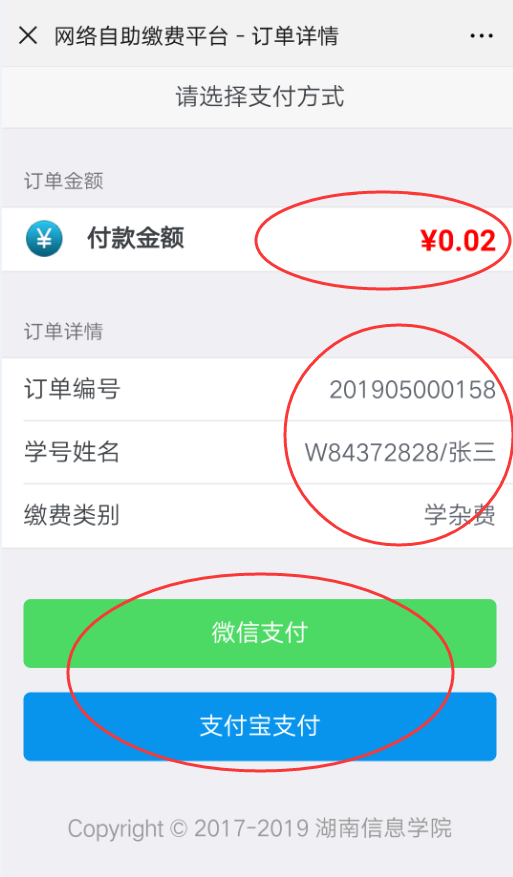 网络自助缴费平台 - 订单详情
请选择支付方式
订单金额
¥ 付款金额 ¥0.02
订单详情
订单编号 201905000158
学号姓名 W84372828/张三
缴费类别 学杂费
微信支付
支付宝支付
Copyright © 2017-2019 湖南信息学院